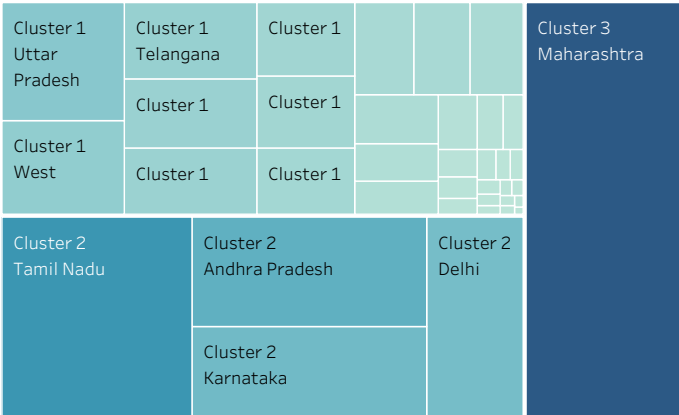 Cluster 1
Uttar
Pradesh
Cluster 1
West
Cluster 1
Telangana
Cluster 1
Cluster 1
Cluster 1
Cluster 1
Cluster 1
Cluster 2
Tamil Nadu
Cluster 2
Andhra Pradesh
Cluster 2
Karnataka
Cluster 2
Delhi
Cluster 3
Maharashtra